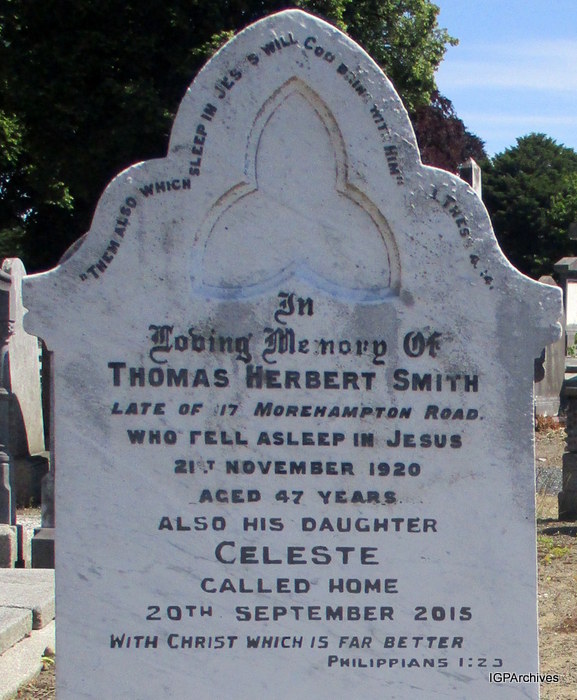 "THEM ALSO WHICH SLEEP IN JES S WILL GOD BRING WITH HIM" 1 THESS. 4. 14.
In
Loving Memory Of
THOMAS HERBERT SMITH
LATE OF 17 MOREHAMPTON ROAD.
WHO FELL ASLEEP IN JESUS
21ST NOVEMBER 1920
AGED 47 YEARS
ALSO HIS DAUGHTER
CELESTE
CALLED HOME
20TH SEPTEMBER 2015
WITH CHRIST WHICH IS FAR BETTER
PHILIPPIANS 1:23
IGPArchives